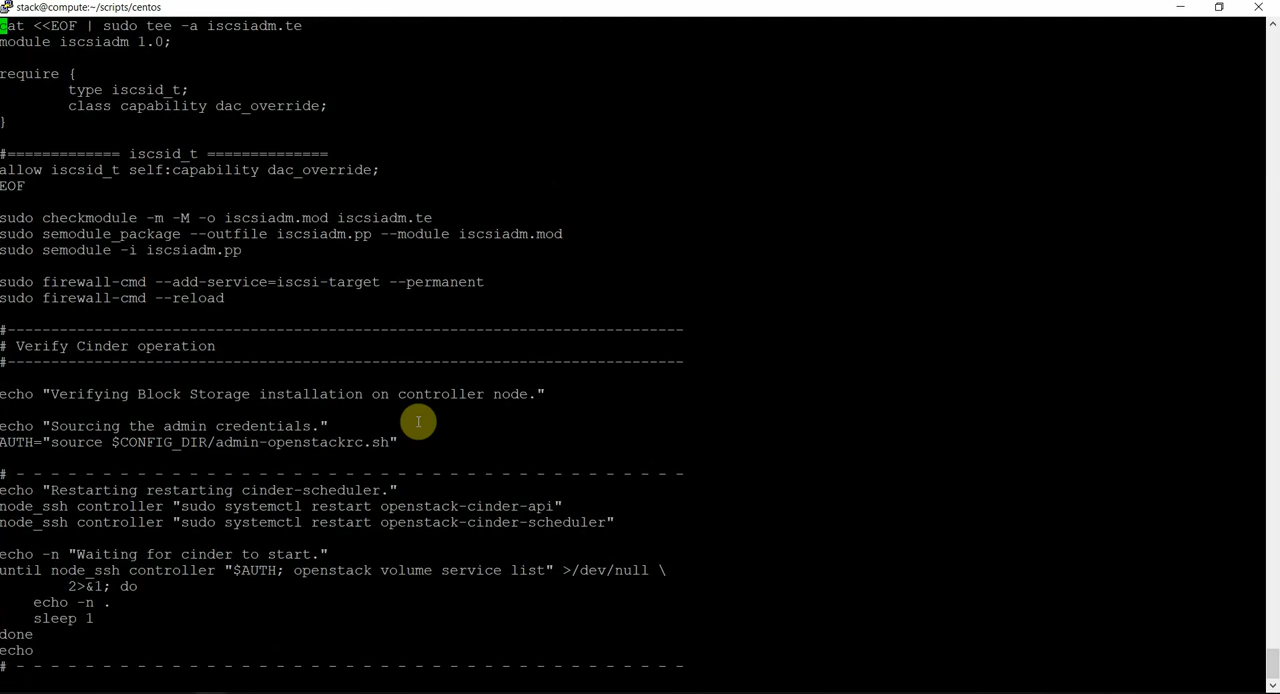 stack@compute:~/scripts/centos
cat <<EOF | sudo tee -a iscsiadm.te
module iscsiadm 1.0;
require {
        type iscsid_t;
        class capability dac_override;
}
#============= iscsid_t ==============
allow iscsid_t self:capability dac_override;
EOF
sudo checkmodule -m -M -o iscsiadm.mod iscsiadm.te
sudo semodule_package --outfile iscsiadm.pp --module iscsiadm.mod
sudo semodule -i iscsiadm.pp
sudo firewall-cmd --add-service=iscsi-target --permanent
sudo firewall-cmd --reload
#------------------------------------------------------------------------------
# Verify Cinder operation
#------------------------------------------------------------------------------
echo "Verifying Block Storage installation on controller node."
echo "Sourcing the admin credentials."
AUTH="source $CONFIG_DIR/admin-openstackrc.sh"
# - - - - - - - - - - - - - - - - - - - - - - - - - - - - - - - - - - - - - - -
echo "Restarting restarting cinder-scheduler."
node_ssh controller "sudo systemctl restart openstack-cinder-api"
node_ssh controller "sudo systemctl restart openstack-cinder-scheduler"
echo -n "Waiting for cinder to start."
until node_ssh controller "$AUTH; openstack volume service list" >/dev/null \
        2>&1; do
    echo -n .
    sleep 1
done
echo
# - - - - - - - - - - - - - - - - - - - - - - - - - - - - - - - - - - - - - - -